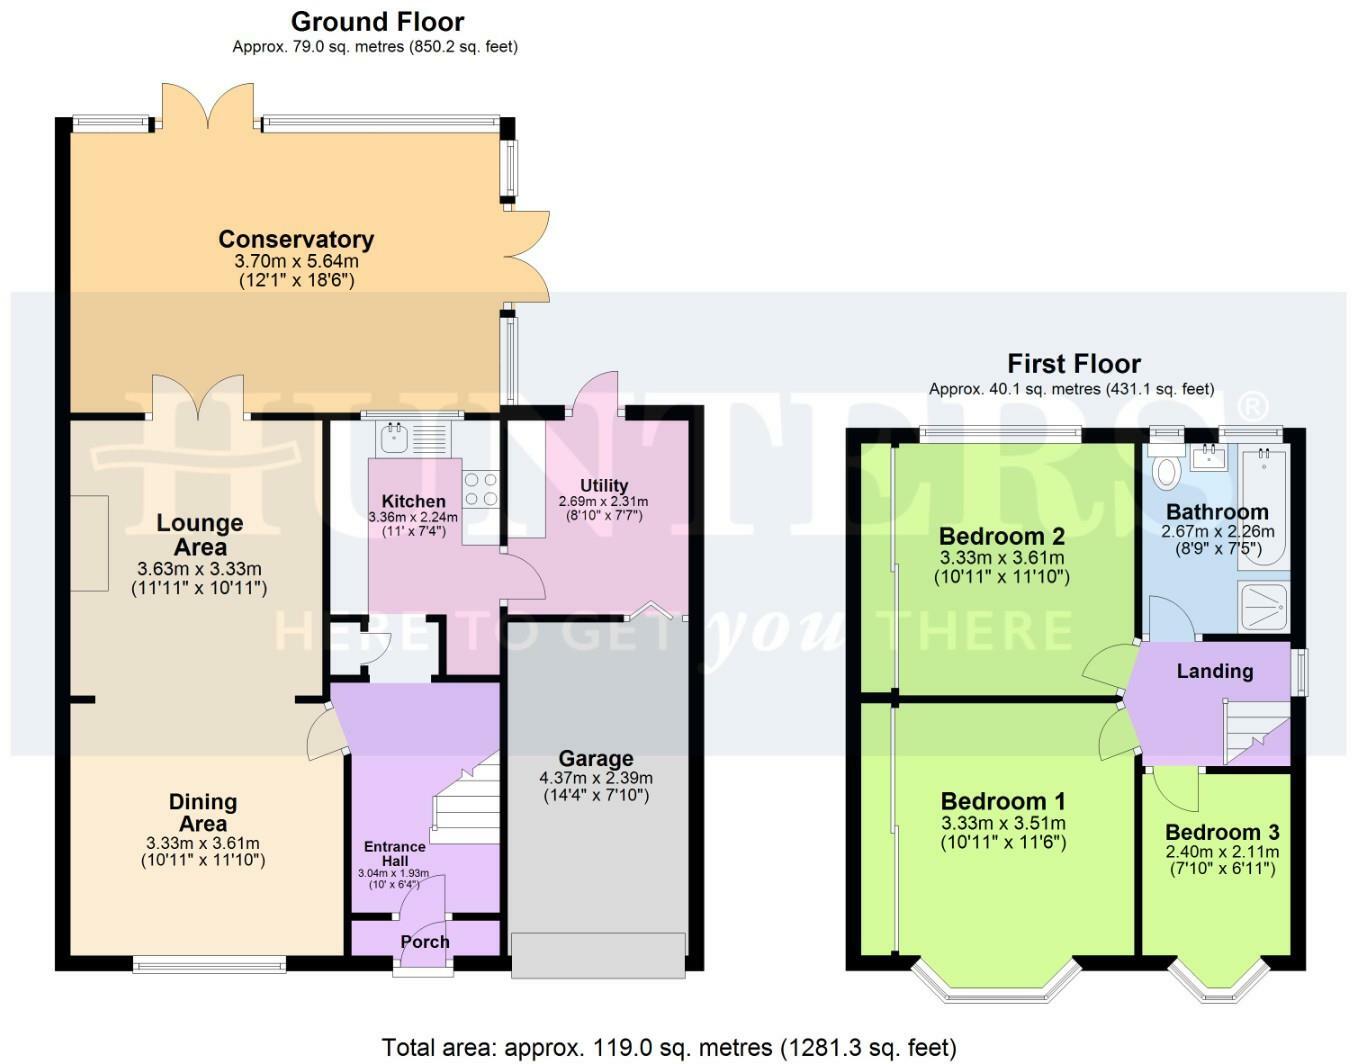 Ground Floor
Approx. 79.0 sq. metres (850.2 sq. feet)
Conservatory
3.70m x 5.64m
(12'1" x 18'6")
First Floor
Approx. 40.1 sq. metres (431.1 sq. feet)
HUNTERS®
HERE TO GET you THERE
Lounge
Area
3.63m x 3.33m
(11'11" x 10'11")
Kitchen
3.36m x 2.24m
(11' x 7'4")
Utility
2.69m x 2.31m
(8'10" x 7'7")
Bedroom 2
3.33m x 3.61m
(10'11" x 11'10")
Bathroom
2.67m x 2.26m
(8'9" x 7'5")
Landing
Garage
4.37m x 2.39m
(14'4" x 7'10")
Dining
Area
3.33m x 3.61m
(10'11" x 11'10")
Entrance
Hall
3.04m x 1.93m
(10' x 6'4")
Porch
Bedroom 1
3.33m x 3.51m
(10'11" x 11'6")
Bedroom 3
2.40m x 2.11m
(7'10" x 6'11")
Total area: approx. 119.0 sq. metres (1281.3 sq. feet)